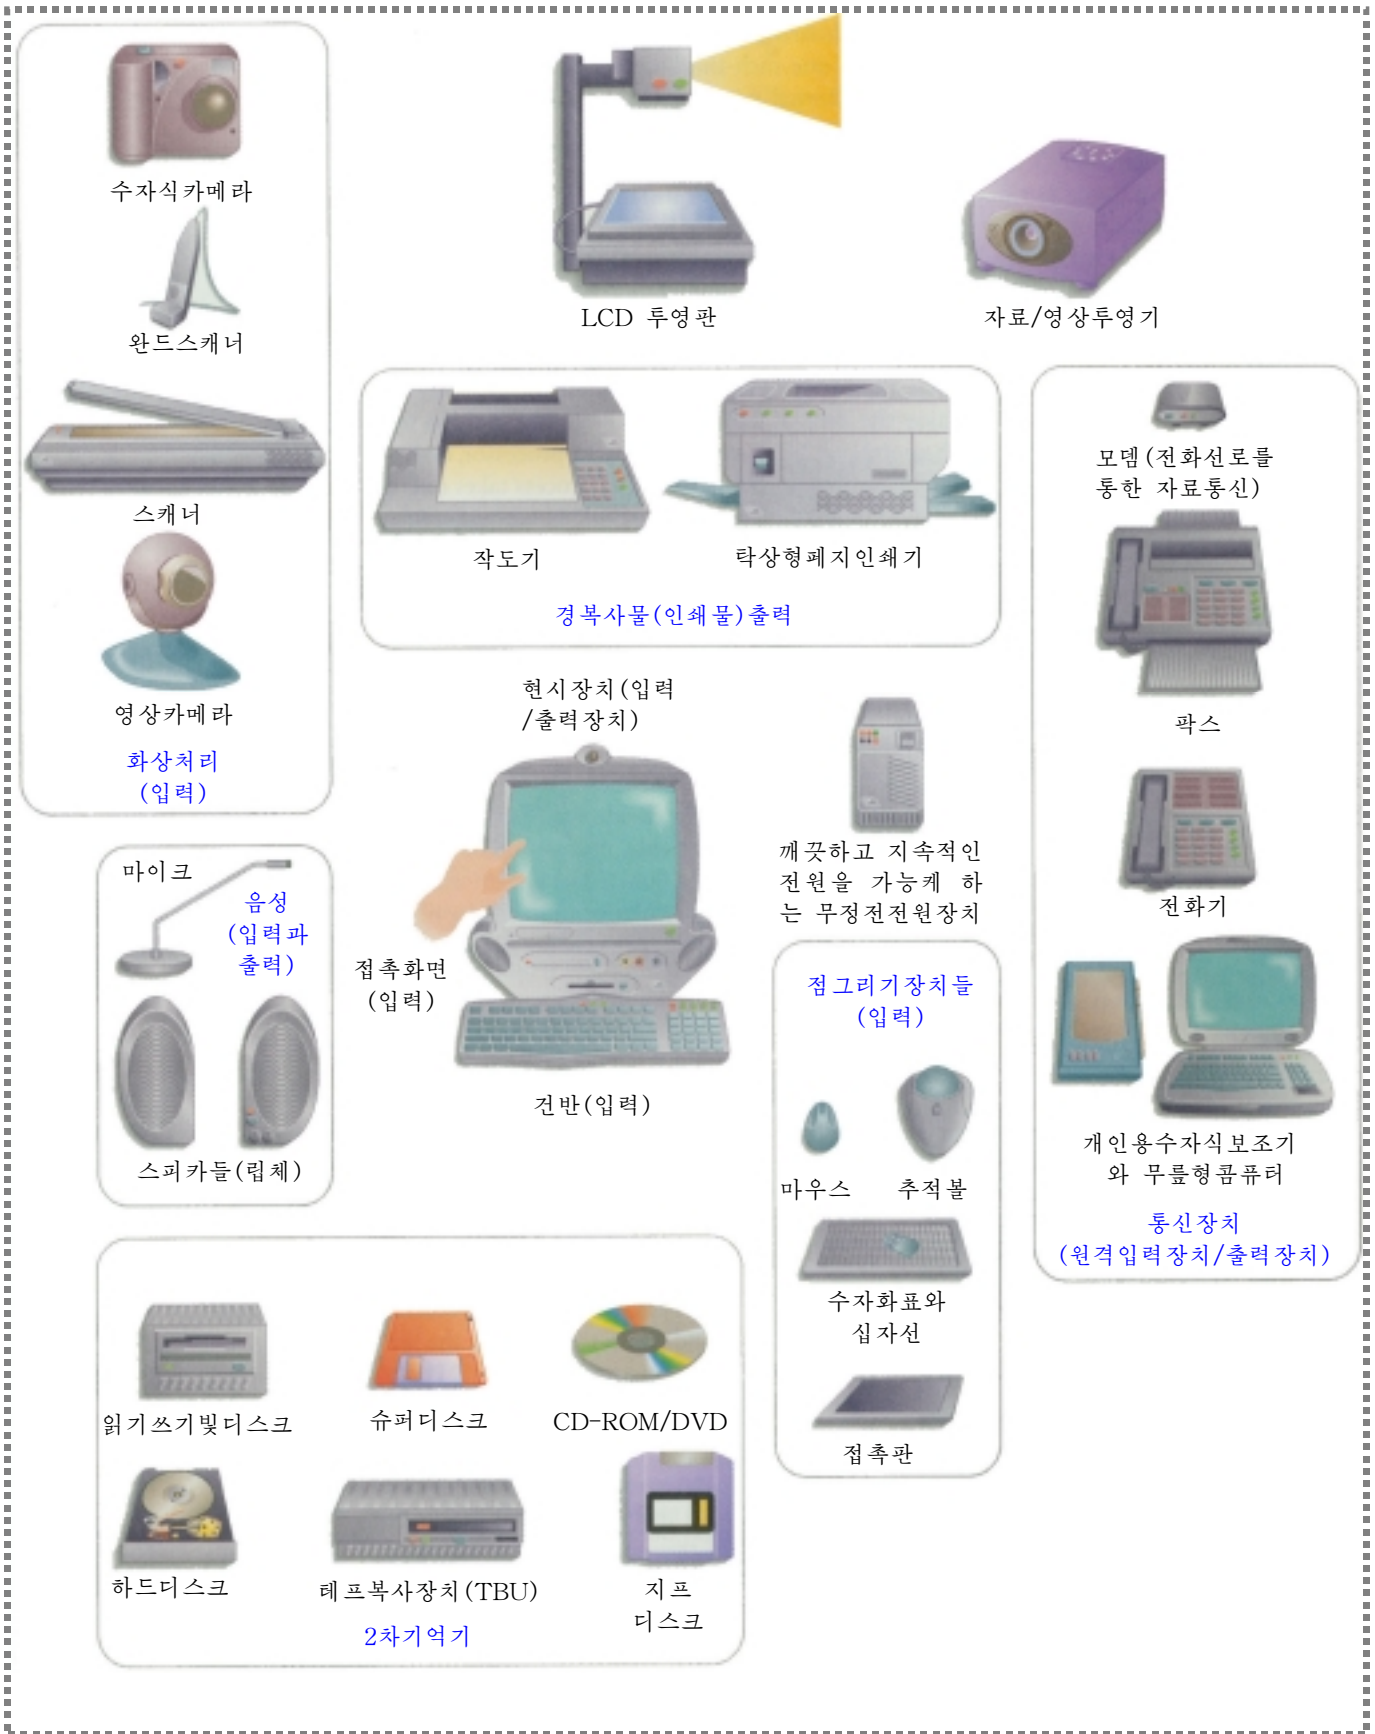 수자식카메라
완드스캐너
스캐너
영상카메라
화상처리
(입력)
LCD 투영판
자료/영상투영기
작도기
탁상형페지인쇄기
경복사물(인쇄물)출력
모뎀(전화선로를
통한 자료통신)
팍스
전화기
개인용수자식보조기
와 무릎형콤퓨터
통신장치
(원격입력장치/출력장치)
현시장치(입력
/출력장치)
접촉화면
(입력)
건반(입력)
깨끗하고 지속적인
전원을 가능케 하
는 무정전전원장치
마이크
음성
(입력과
출력)
스피카들(립체)
점그리기장치들
(입력)
마우스
추적볼
수자화표와
십자선
접촉판
읽기쓰기빛디스크
슈퍼디스크
CD-ROM/DVD
하드디스크
테프복사장치(TBU)
지프
디스크
2차기억기